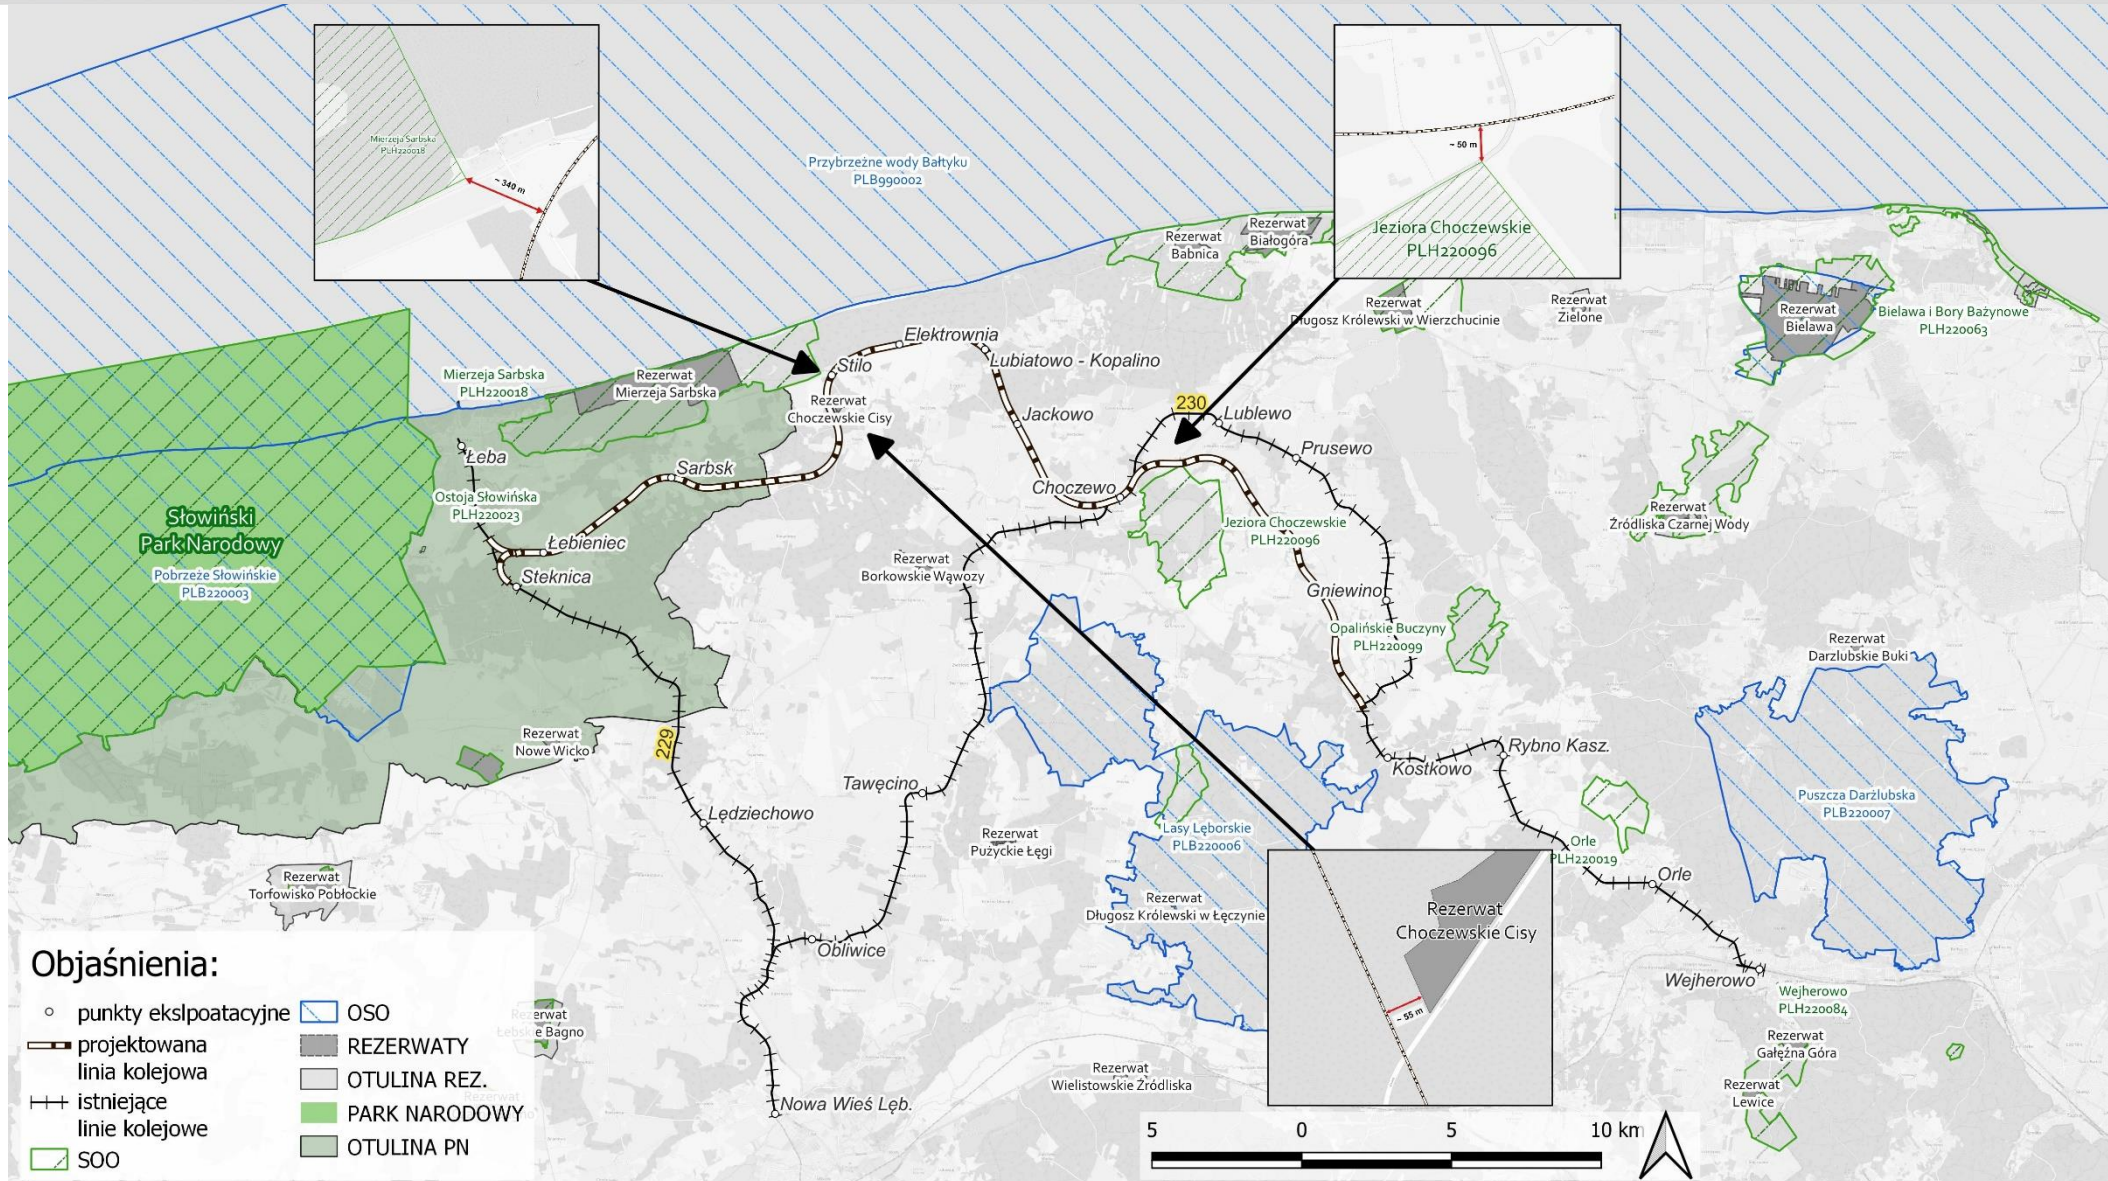 Mierzeja Sarbska
PLH220018
~ 340 m
~ 50 m
Jeziora Choczewskie
PLH220096
Przybrzeżne wody Bałtyku
PLB990002
Rezerwat
Babnica
Rezerwat
Białogóra
Rezerwat
Długosz Królewski w Wierzchucinie
Rezerwat
Zielone
Rezerwat
Bielawa
Bielawa i Bory Bażynowe
PLH220063
Elektrownia
Lubiatowo - Kopalino
Stilo
Mierzeja Sarbska
PLH220018
Rezerwat
Mierzeja Sarbska
Rezerwat
Choczewskie Cisy
Jackowo
230
Lublewo
Prusewo
Łeba
Sarbsk
Choczewo
Ostoja Słowińska
PLH220023
Słowiński
Park Narodowy
Pobrzeże Słowińskie
PLB220003
Łebieniec
Steknica
Rezerwat
Borkowskie Wąwozy
Jeziora Choczewskie
PLH220096
Rezerwat
Źródliska Czarnej Wody
Gniewino
Opalińskie Buczyny
PLH220099
Rezerwat
Darzlubskie Buki
Rezerwat
Nowe Wicko
229
Rybno Kasz.
Kostkowo
Tawęcino
Lędziechowo
Puszcza Darżlubska
PLB220007
Rezerwat
Pużyckie Łęgi
Lasy Lęborskie
PLB220006
Orle
PLH220019
Orle
Rezerwat
Torfowisko Pobłockie
Rezerwat
Długosz Królewski w Łęczynie
Rezerwat
Choczewskie Cisy
~ 55 m
Obliwice
Wejherowo
Wejherowo
PLH220084
Rezerwat
Gałęźna Góra
Rezerwat
Lewice
Rezerwat
Łebskie Bagno
Rezerwat
Wielistowskie Źródliska
Nowa Wieś Lęb.
Objaśnienia:
punkty ekslpoatacyjne
projektowana
linia kolejowa
istniejące
linie kolejowe
SOO
OSO
REZERWATY
OTULINA REZ.
PARK NARODOWY
OTULINA PN
5 0 5 10 km